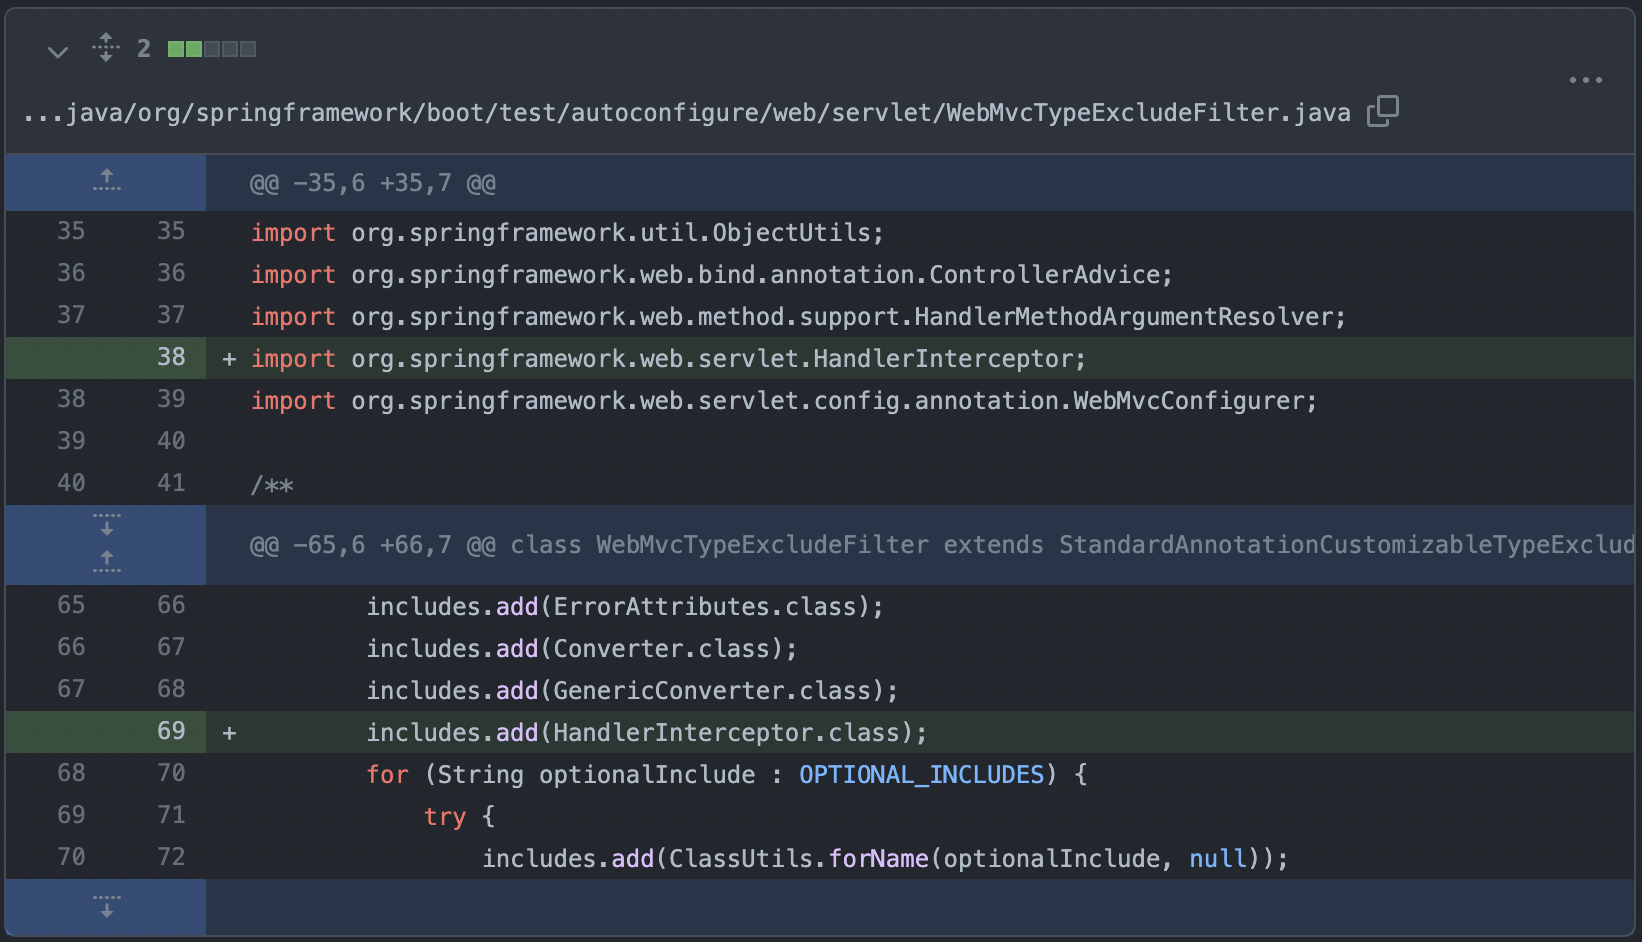 2
...java/org/springframework/boot/test/autoconfigure/web/servlet/WebMvcTypeExcludeFilter.java
@@ -35,6 +35,7 @@
35 35 import org.springframework.util.ObjectUtils;
36 36 import org.springframework.web.bind.annotation.ControllerAdvice;
37 37 import org.springframework.web.method.support.HandlerMethodArgumentResolver;
38 + import org.springframework.web.servlet.HandlerInterceptor;
38 39 import org.springframework.web.servlet.config.annotation.WebMvcConfigurer;
39 40
40 41 /**
@@ -65,6 +66,7 @@ class WebMvcTypeExcludeFilter extends StandardAnnotationCustomizableTypeExclud
65 66 includes.add(ErrorAttributes.class);
66 67 includes.add(Converter.class);
67 68 includes.add(GenericConverter.class);
69 + includes.add(HandlerInterceptor.class);
68 70 for (String optionalInclude : OPTIONAL_INCLUDES) {
69 71 try {
70 72 includes.add(ClassUtils.forName(optionalInclude, null));